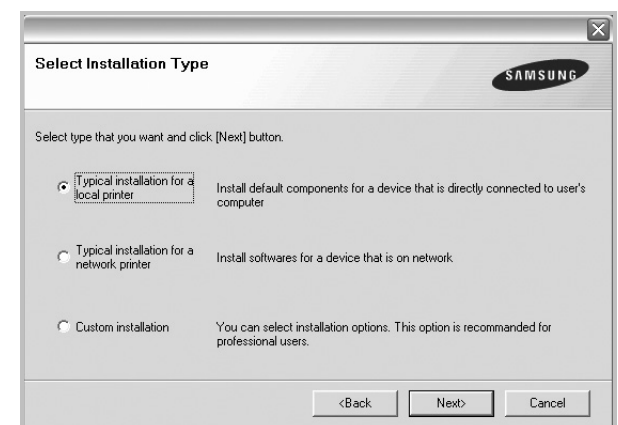 Select Installation Type
SAMSUNG
Select type that you want and click [Next] button.
Typical installation for a
local printer
Install default components for a device that is directly connected to user's
computer
Typical installation for a
network printer
Install softwares for a device that is on network
Custom installation
You can select installation options. This option is recommanded for
professional users.
<Back
Next>
Cancel